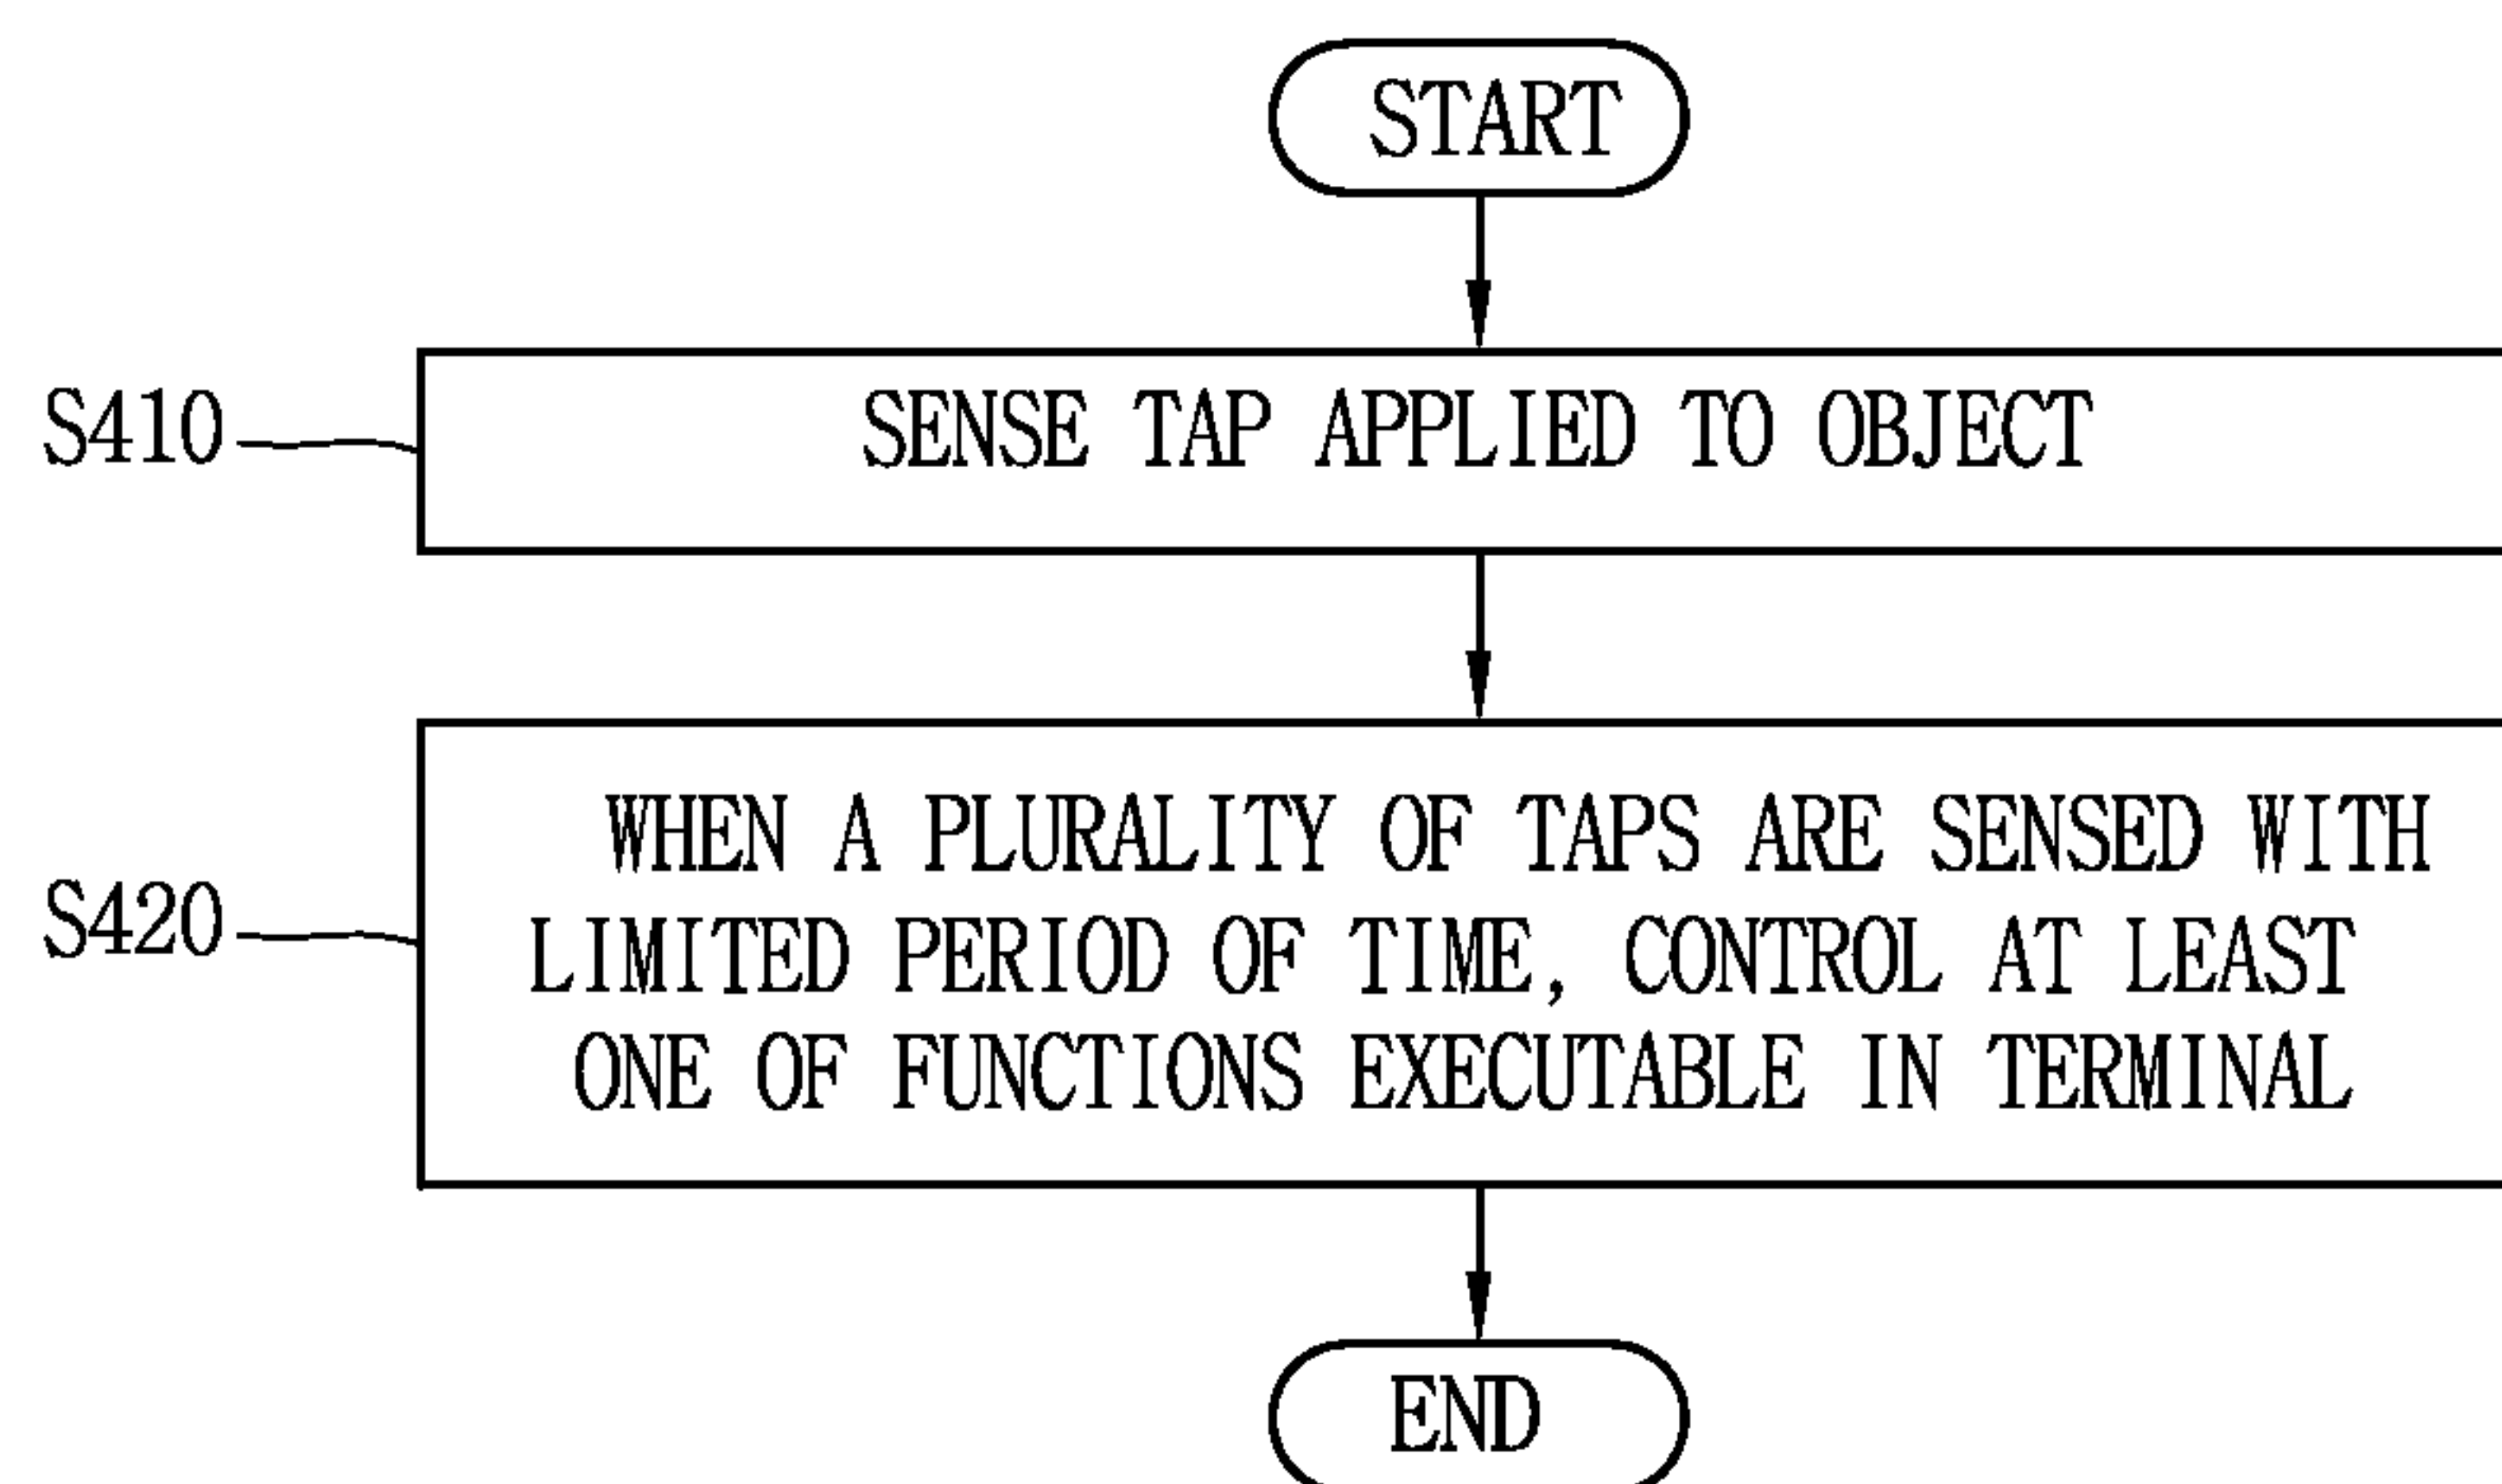 START
S410
SENSE TAP APPLIED TO OBJECT
S420
WHEN A PLURALITY OF TAPS ARE SENSED WITH
LIMITED PERIOD OF TIME, CONTROL AT LEAST
ONE OF FUNCTIONS EXECUTABLE IN TERMINAL
END